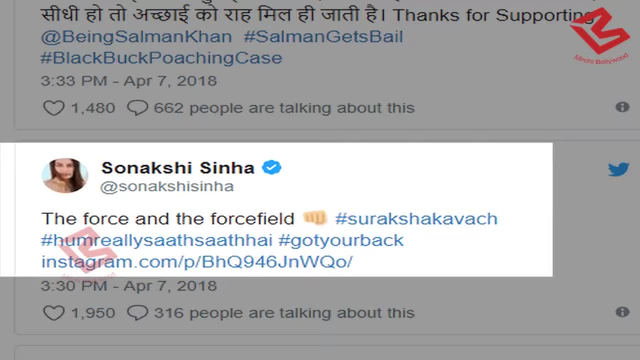 सीधी हो तो अच्छाई को राह मिल ही जाती है। Thanks for Supporting
@BeingSalmanKhan #SalmanGetsBail
#BlackBuckPoachingCase
3:33 PM - Apr 7, 2018
1,480 662 people are talking about this
Mirchi Bollywood
Sonakshi Sinha
@sonakshisinha
The force and the forcefield 👊 #surakshakavach
#humreallysaathsaathhai #gotyourback
instagram.com/p/BhQ946JnWQo/
3:30 PM - Apr 7, 2018
1,950 316 people are talking about this